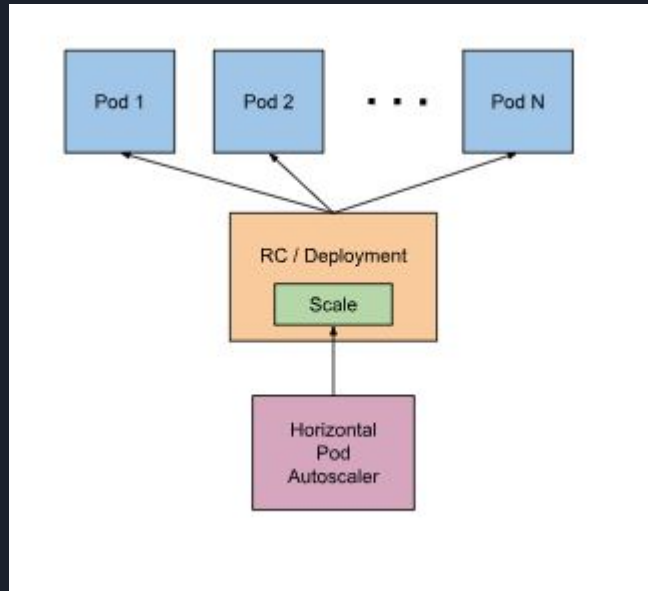 Pod 1
Pod 2
. . .
Pod N
RC / Deployment
Scale
Horizontal
Pod
Autoscaler